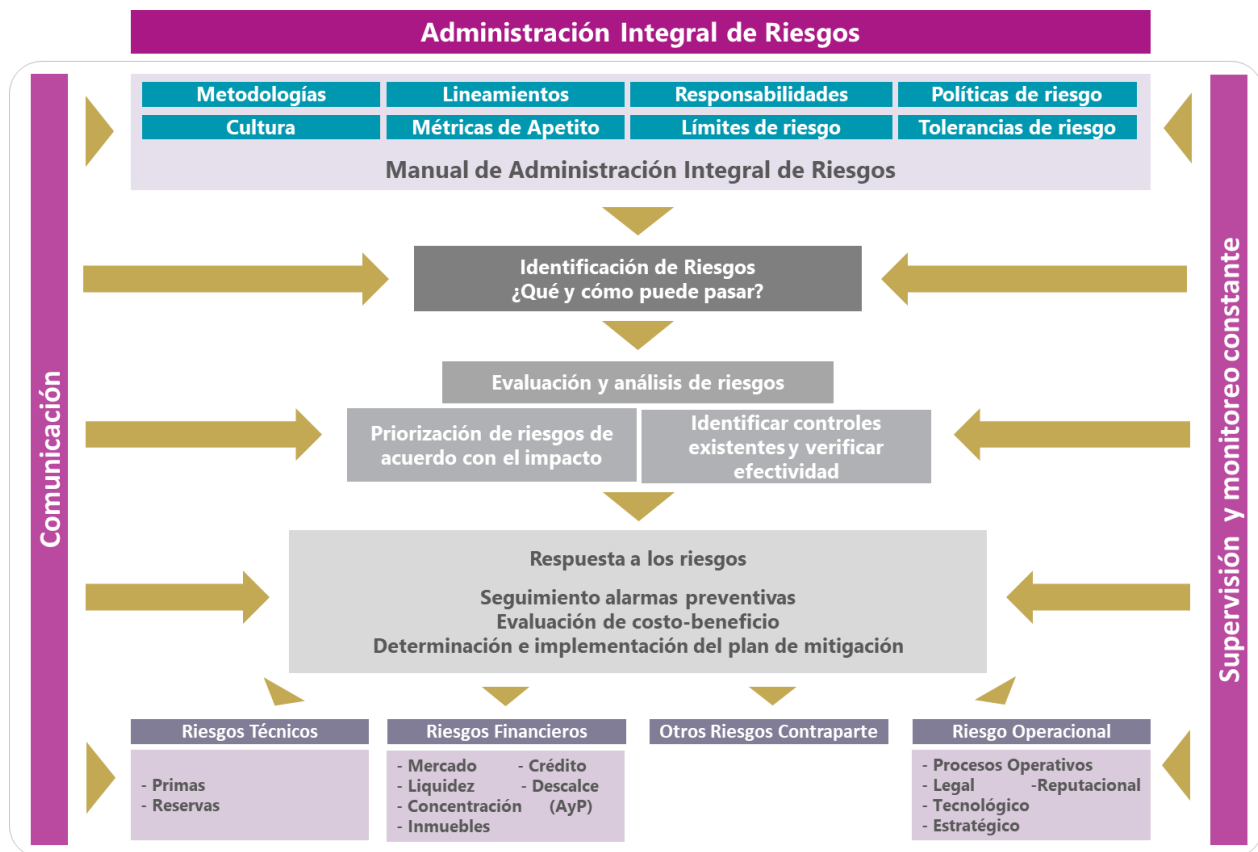 Administración Integral de Riesgos
Metodologías
Lineamientos
Responsabilidades
Políticas de riesgo
Cultura
Métricas de Apetito
Límites de riesgo
Tolerancias de riesgo
Manual de Administración Integral de Riesgos
Comunicación
Supervisión y monitoreo constante
Identificación de Riesgos
¿Qué y cómo puede pasar?
Evaluación y análisis de riesgos
Priorización de riesgos de
acuerdo con el impacto
Identificar controles
existentes y verificar
efectividad
Respuesta a los riesgos
Seguimiento alarmas preventivas
Evaluación de costo-beneficio
Determinación e implementación del plan de mitigación
Riesgos Técnicos
- Primas
- Reservas
Riesgos Financieros
- Mercado - Crédito
- Liquidez - Descalce
- Concentración (AyP)
- Inmuebles
Otros Riesgos Contraparte
Riesgo Operacional
- Procesos Operativos
- Legal -Reputacional
- Tecnológico
- Estratégico